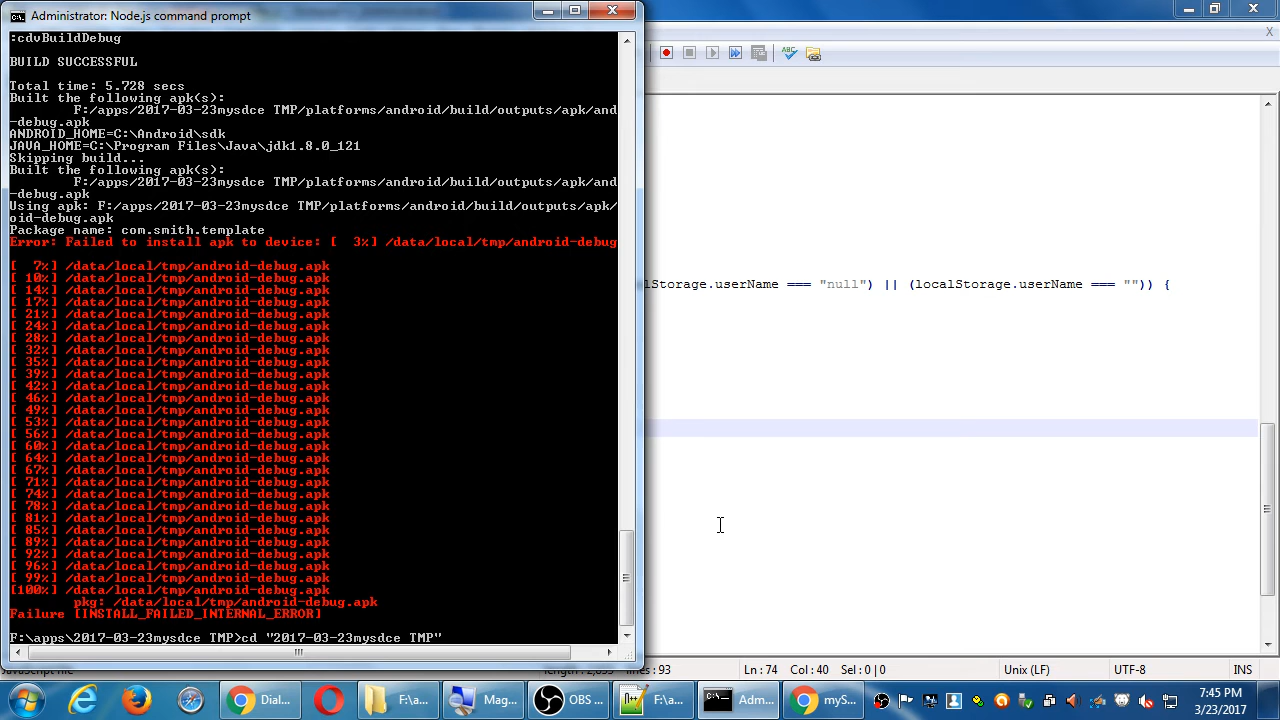 Administrator: Node.js command prompt
:cdvBuildDebug
BUILD SUCCESSFUL
Total time: 5.728 secs
Built the following apk(s):
F:/apps/2017-03-23mysdce TMP/platforms/android/build/outputs/apk/and
-debug.apk
ANDROID_HOME=C:\Android\sdk
JAVA_HOME=C:\Program Files\Java\jdk1.8.0_121
Skipping build...
Built the following apk(s):
F:/apps/2017-03-23mysdce TMP/platforms/android/build/outputs/apk/and
-debug.apk
Using apk: F:/apps/2017-03-23mysdce TMP/platforms/android/build/outputs/apk/
oid-debug.apk
Package name: com.smith.template
Error: Failed to install apk to device: [  3%] /data/local/tmp/android-debug
[  7%] /data/local/tmp/android-debug.apk
[ 10%] /data/local/tmp/android-debug.apk
[ 14%] /data/local/tmp/android-debug.apk
[ 17%] /data/local/tmp/android-debug.apk
[ 21%] /data/local/tmp/android-debug.apk
[ 24%] /data/local/tmp/android-debug.apk
[ 28%] /data/local/tmp/android-debug.apk
[ 32%] /data/local/tmp/android-debug.apk
[ 35%] /data/local/tmp/android-debug.apk
[ 39%] /data/local/tmp/android-debug.apk
[ 42%] /data/local/tmp/android-debug.apk
[ 46%] /data/local/tmp/android-debug.apk
[ 49%] /data/local/tmp/android-debug.apk
[ 53%] /data/local/tmp/android-debug.apk
[ 56%] /data/local/tmp/android-debug.apk
[ 60%] /data/local/tmp/android-debug.apk
[ 64%] /data/local/tmp/android-debug.apk
[ 67%] /data/local/tmp/android-debug.apk
[ 71%] /data/local/tmp/android-debug.apk
[ 74%] /data/local/tmp/android-debug.apk
[ 78%] /data/local/tmp/android-debug.apk
[ 81%] /data/local/tmp/android-debug.apk
[ 85%] /data/local/tmp/android-debug.apk
[ 89%] /data/local/tmp/android-debug.apk
[ 92%] /data/local/tmp/android-debug.apk
[ 96%] /data/local/tmp/android-debug.apk
[ 99%] /data/local/tmp/android-debug.apk
[100%] /data/local/tmp/android-debug.apk
pkg: /data/local/tmp/android-debug.apk
Failure [INSTALL_FAILED_INTERNAL_ERROR]
F:\apps\2017-03-23mysdce TMP>cd "2017-03-23mysdce TMP"
ABC
lStorage.userName === "null") || (localStorage.userName === "")) {
Ln:74 Col:40 Sel:0|0 Unix (LF) UTF-8 INS
Dial... F:\a... Mag... OBS ... F:\a... Adm... myS...
7:45 PM
3/23/2017